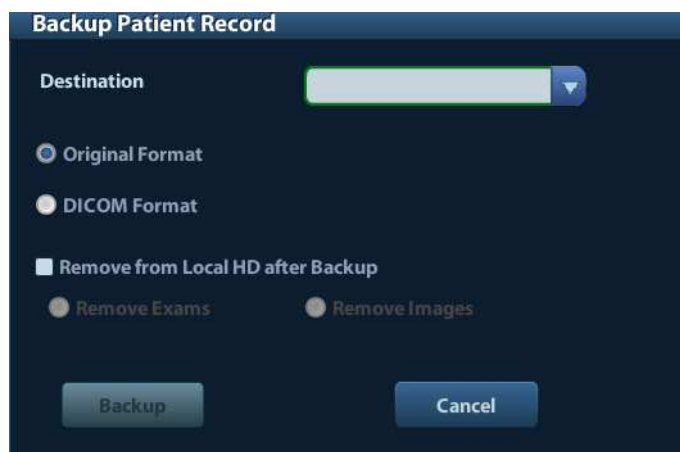 Backup Patient Record
Destination
Original Format
DICOM Format
Remove from Local HD after Backup
Remove Exams Remove Images
Backup Cancel